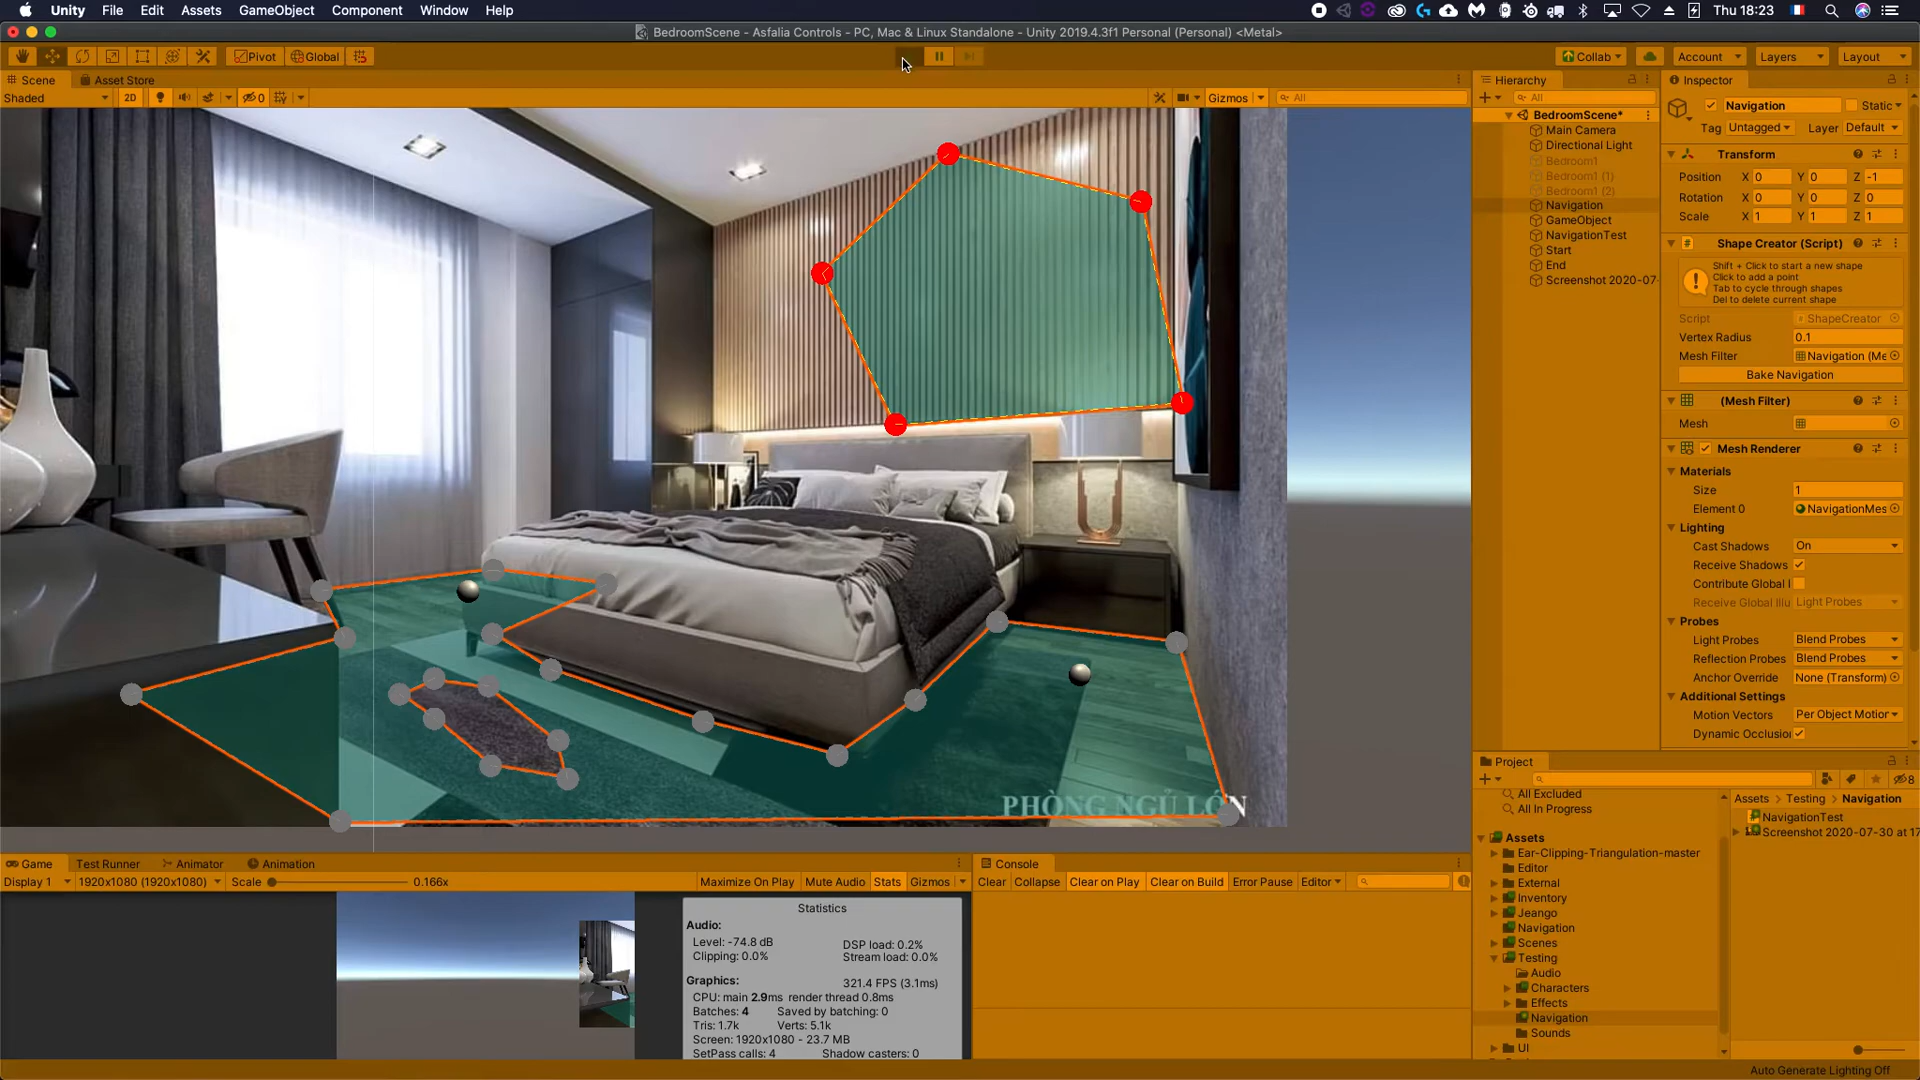 Unity File Edit Assets GameObject Component Window Help Thu 18:23
BedroomScene - Asfalia Controls - PC, Mac & Linux Standalone - Unity 2019.4.3f1 Personal (Personal) <Metal>
Pivot Global Collab Account Layers Layout
Scene Asset Store
Shaded 2D 0 Gizmos All
PHÒNG NGỦ LỚN
Hierarchy
All
BedroomScene*
Main Camera
Directional Light
Bedroom1
Bedroom1 (1)
Bedroom1 (2)
Navigation
GameObject
NavigationTest
Start
End
Screenshot 2020-07-
Inspector
Navigation Static
Tag Untagged Layer Default
Transform
Position X 0 Y 0 Z -1
Rotation X 0 Y 0 Z 0
Scale X 1 Y 1 Z 1
Shape Creator (Script)
Shift + Click to start a new shape
Click to add a point
Tab to cycle through shapes
Del to delete current shape
Script ShapeCreator
Vertex Radius 0.1
Mesh Filter Navigation (Me
Bake Navigation
(Mesh Filter)
Mesh
Mesh Renderer
Materials
Size 1
Element 0 NavigationMes
Lighting
Cast Shadows On
Receive Shadows
Contribute Global I
Receive Global Illu Light Probes
Probes
Light Probes Blend Probes
Reflection Probes Blend Probes
Anchor Override None (Transform)
Additional Settings
Motion Vectors Per Object Motion
Dynamic Occlusion
Project
8
All Excluded
All In Progress
Assets
Ear-Clipping-Triangulation-master
Editor
External
Inventory
Jeango
Navigation
Scenes
Testing
Audio
Characters
Effects
Navigation
Sounds
UI
Assets Testing Navigation
NavigationTest
Screenshot 2020-07-30 at 17
Game Test Runner Animator Animation
Display 1 1920x1080 (1920x1080) Scale 0.166x Maximize On Play Mute Audio Stats Gizmos
Statistics
Audio:
Level: -74.8 dB DSP load: 0.2%
Clipping: 0.0% Stream load: 0.0%
Graphics: 321.4 FPS (3.1ms)
CPU: main 2.9ms render thread 0.8ms
Batches: 4 Saved by batching: 0
Tris: 1.7k Verts: 5.1k
Screen: 1920x1080 - 23.7 MB
SetPass calls: 4 Shadow casters: 0
Console
Clear Collapse Clear on Play Clear on Build Error Pause Editor
Auto Generate Lighting Off